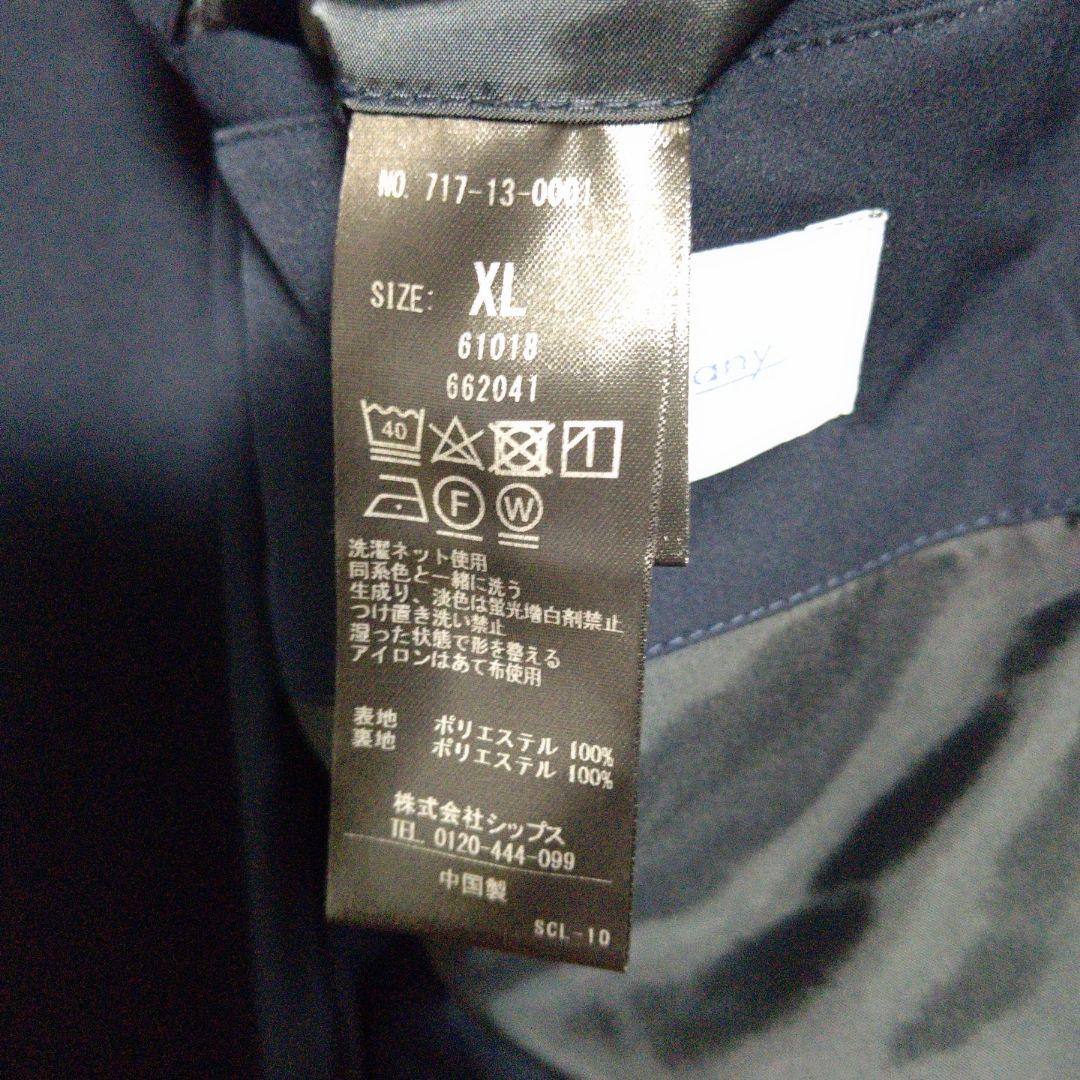 NO. 717-13-0001
SIZE: XL
61018
662041
40
F W
洗濯ネット使用
同系色と一緒に洗う
生成り、淡色は蛍光増白剤禁止
つけ置き洗い禁止
湿った状態で形を整える
アイロンはあて布使用
表地 ポリエステル 100%
裏地 ポリエステル 100%
株式会社シップス
TEL. 0120-444-099
中国製
SCL-10
any